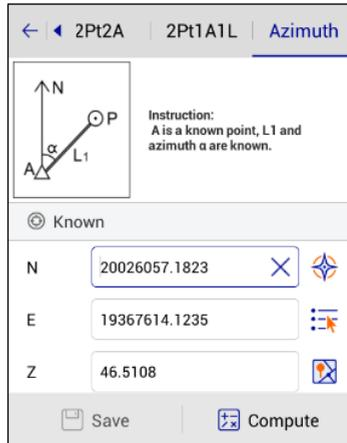 2Pt2A
2Pt1A1L
Azimuth
N
P
α
L1
A
Instruction:
A is a known point, L1 and
azimuth α are known.
Known
N
20026057.1823
E
19367614.1235
Z
46.5108
Save
Compute